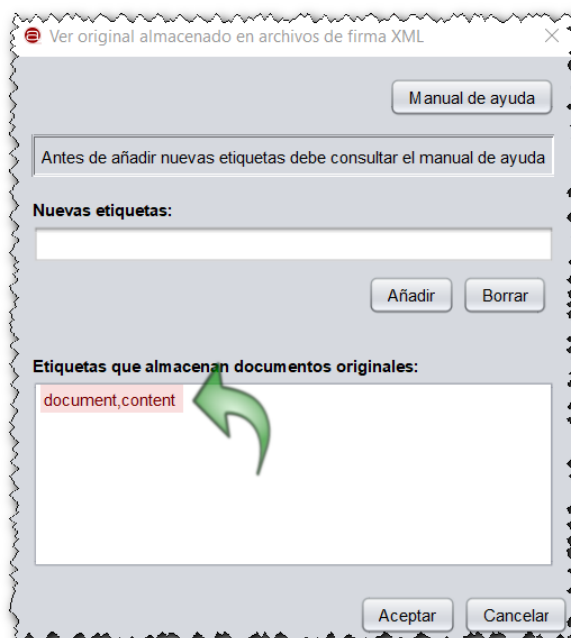 Ver original almacenado en archivos de firma XML
Manual de ayuda
Antes de añadir nuevas etiquetas debe consultar el manual de ayuda
Nuevas etiquetas:
Añadir Borrar
Etiquetas que almacenan documentos originales:
document,content
Aceptar Cancelar